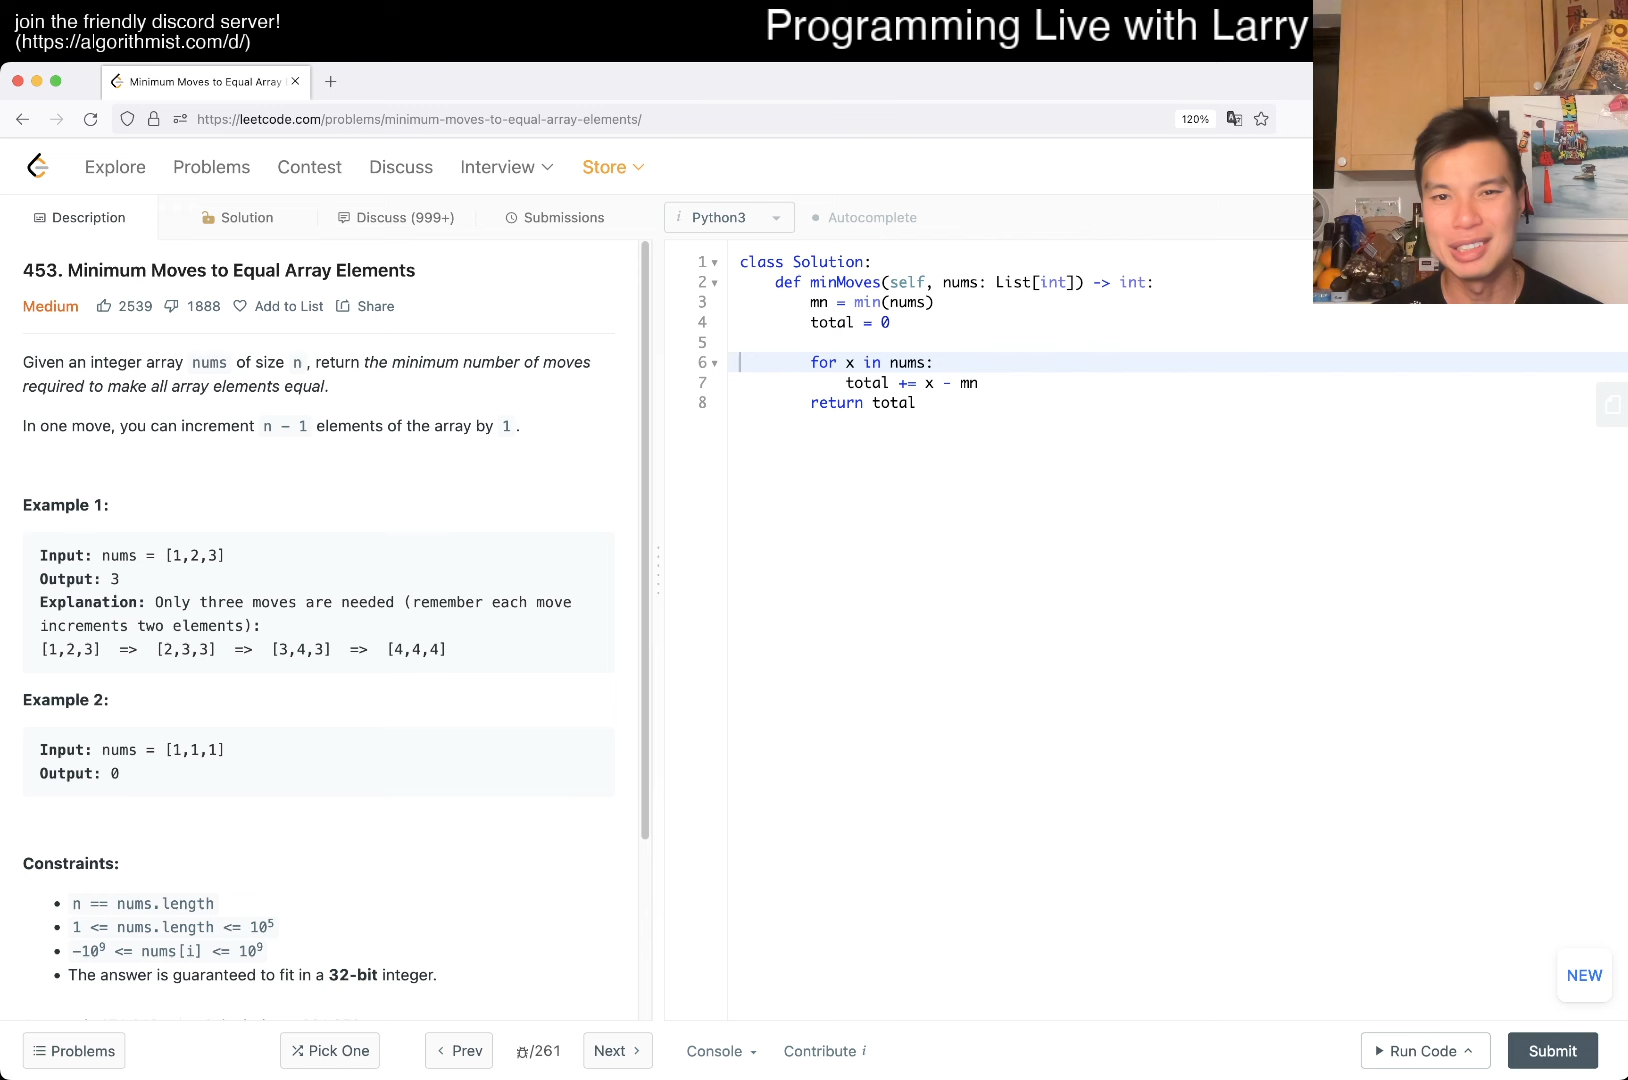 join the friendly discord server!
(https://algorithmist.com/d/)
Programming Live with Larry
Minimum Moves to Equal Array
https://leetcode.com/problems/minimum-moves-to-equal-array-elements/
120%
Explore
Problems
Contest
Discuss
Interview
Store
Description
Solution
Discuss (999+)
Submissions
i Python3
Autocomplete
453. Minimum Moves to Equal Array Elements
Medium
2539
1888
Add to List
Share
Given an integer array nums of size n, return the minimum number of moves
required to make all array elements equal.
In one move, you can increment n - 1 elements of the array by 1.
Example 1:
Input: nums = [1,2,3]
Output: 3
Explanation: Only three moves are needed (remember each move
increments two elements):
[1,2,3]  =>  [2,3,3]  =>  [3,4,3]  =>  [4,4,4]
Example 2:
Input: nums = [1,1,1]
Output: 0
Constraints:
• n == nums.length
• 1 <= nums.length <= 10⁵
• -10⁹ <= nums[i] <= 10⁹
• The answer is guaranteed to fit in a 32-bit integer.
1 class Solution:
2     def minMoves(self, nums: List[int]) -> int:
3         mn = min(nums)
4         total = 0
5
6         for x in nums:
7             total += x - mn
8         return total
NEW
Problems
Pick One
Prev
/261
Next
Console
Contribute i
Run Code
Submit